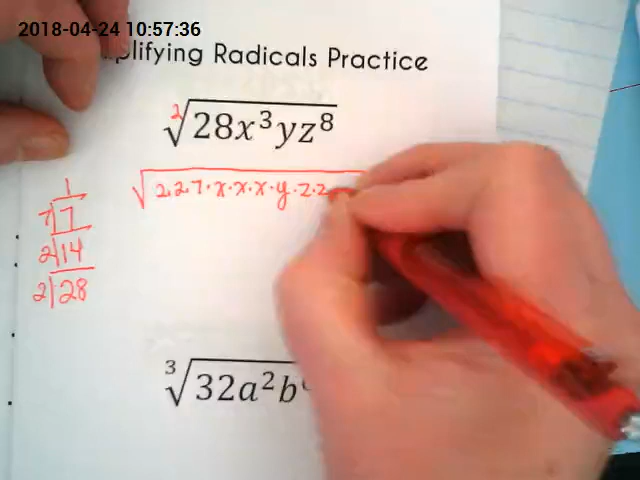 2018-04-24 10:57:36
plifying Radicals Practice
²√28x³yz⁸
√2·2·7·x·x·x·y·z·z
1
7|7
2|14
2|28
³√32a²b